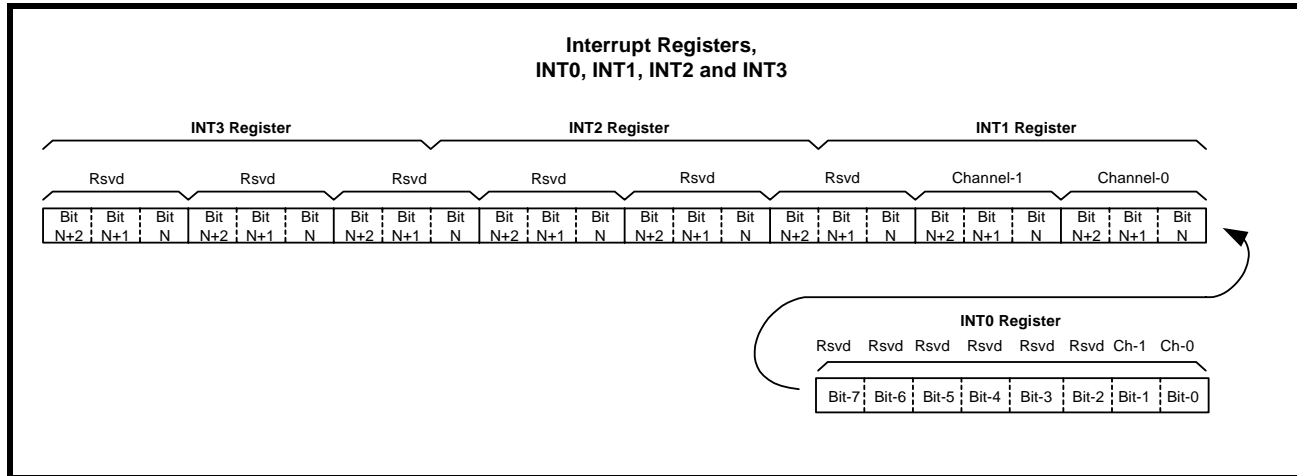 Interrupt Registers,
INT0, INT1, INT2 and INT3
INT3 Register INT2 Register INT1 Register
Rsvd Rsvd Rsvd Rsvd Rsvd Rsvd Channel-1 Channel-0
Bit Bit Bit Bit Bit Bit Bit Bit Bit Bit Bit Bit Bit Bit Bit Bit Bit Bit Bit Bit Bit Bit Bit Bit
N+2 N+1 N N+2 N+1 N N+2 N+1 N N+2 N+1 N N+2 N+1 N N+2 N+1 N N+2 N+1 N N+2 N+1 N
INT0 Register
Rsvd Rsvd Rsvd Rsvd Rsvd Rsvd Ch-1 Ch-0
Bit-7 Bit-6 Bit-5 Bit-4 Bit-3 Bit-2 Bit-1 Bit-0